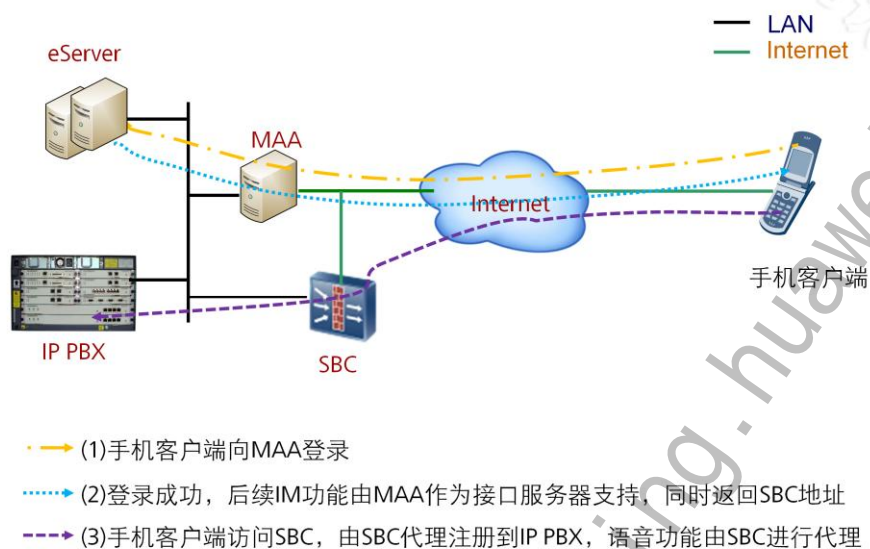 LAN
Internet
eServer
MAA
Internet
手机客户端
IP PBX
SBC
(1)手机客户端向MAA登录
(2)登录成功，后续IM功能由MAA作为接口服务器支持，同时返回SBC地址
(3)手机客户端访问SBC，由SBC代理注册到IP PBX，语音功能由SBC进行代理
ing.huawe